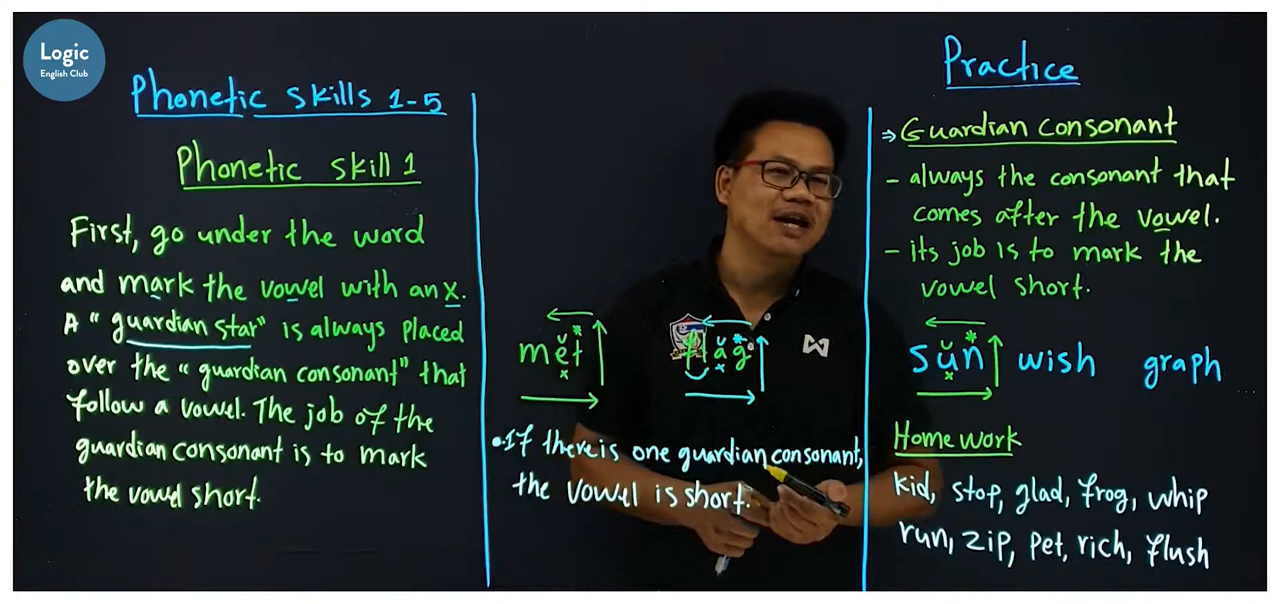 Logic
English Club
Phonetic skills 1-5
Phonetic skill 1
First, go under the word
and mark the vowel with an x.
A "guardian star" is always placed
over the "guardian consonant" that
follow a vowel. The job of the
guardian consonant is to mark
the vowel short.
mĕt*
x
flăg*
x
•If there is one guardian consonant,
the vowel is short.
Practice
⇒ Guardian consonant
- always the consonant that
comes after the vowel.
- its job is to mark the
vowel short.
sŭn* wish graph
x
Homework
kid, stop, glad, frog, whip
run, zip, pet, rich, flush